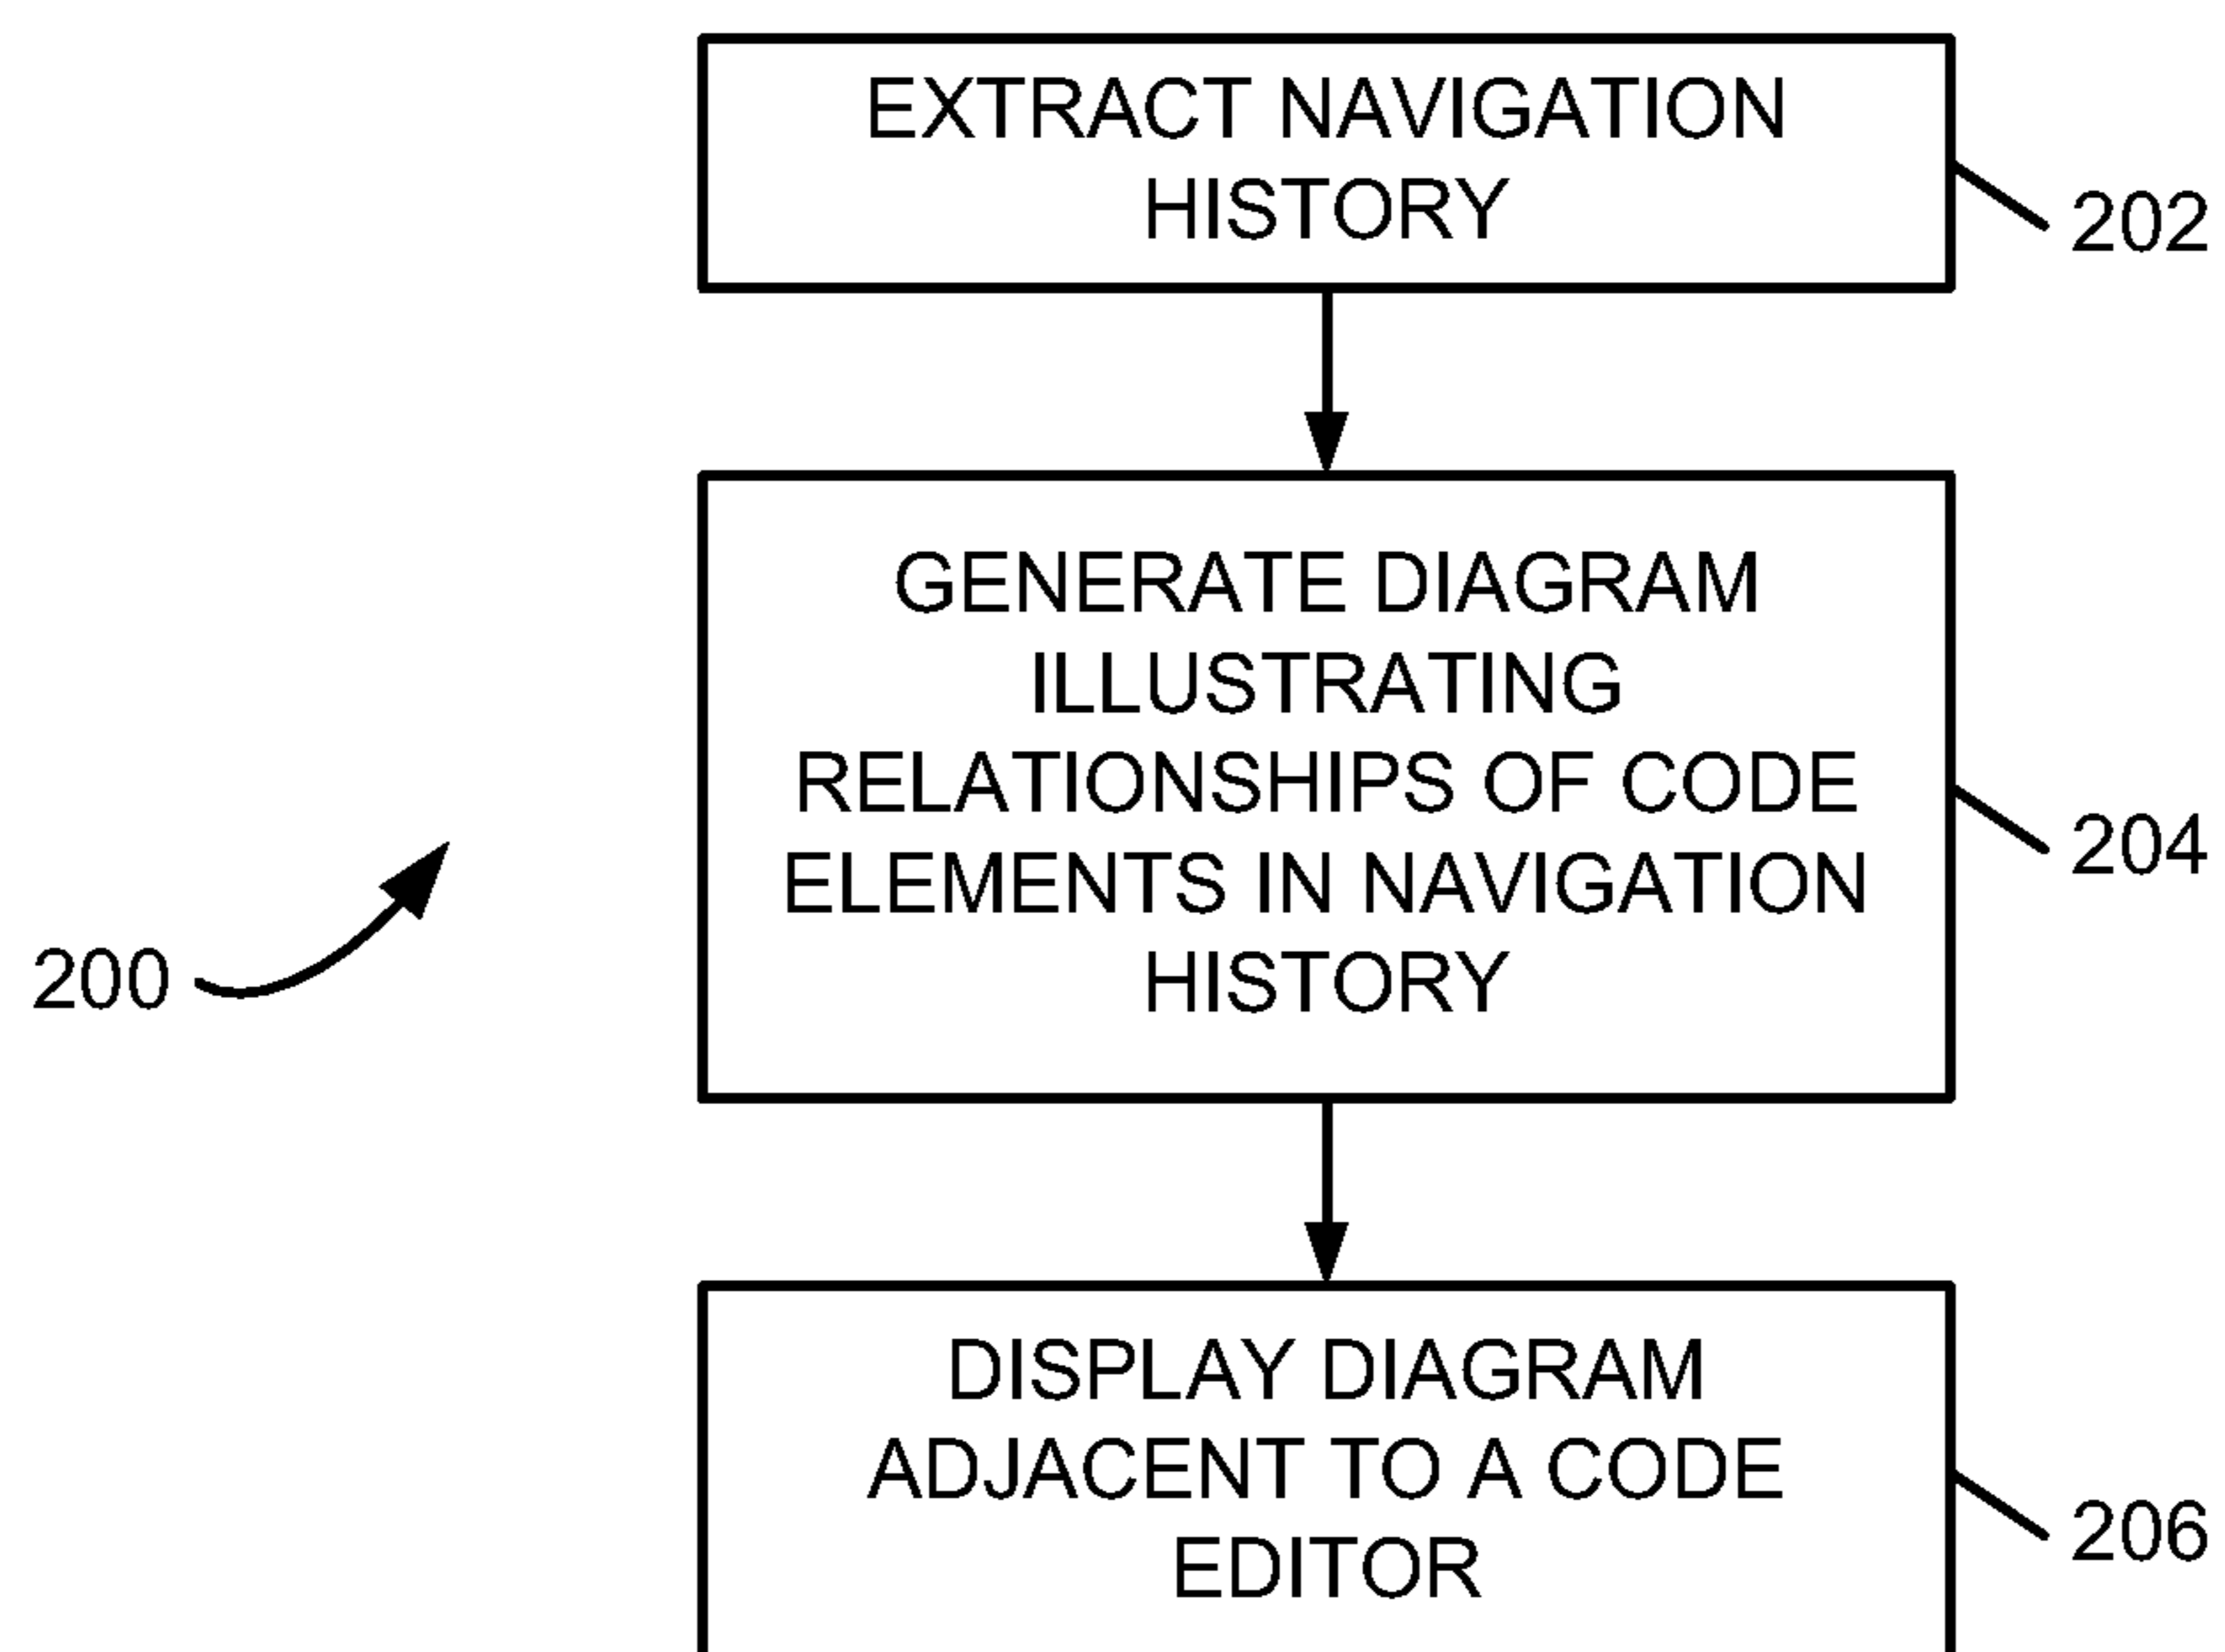 EXTRACT NAVIGATION
HISTORY
202
GENERATE DIAGRAM
ILLUSTRATING
RELATIONSHIPS OF CODE
ELEMENTS IN NAVIGATION
HISTORY
204
200
DISPLAY DIAGRAM
ADJACENT TO A CODE
EDITOR
206